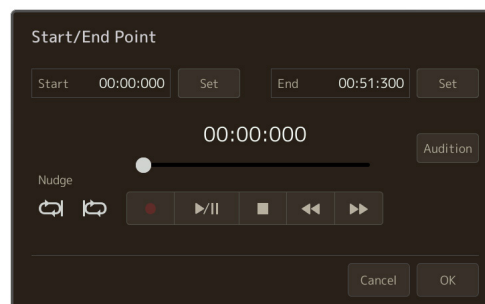 Start/End Point
Start 00:00:000 Set End 00:51:300 Set
00:00:000
Audition
Nudge
Cancel OK